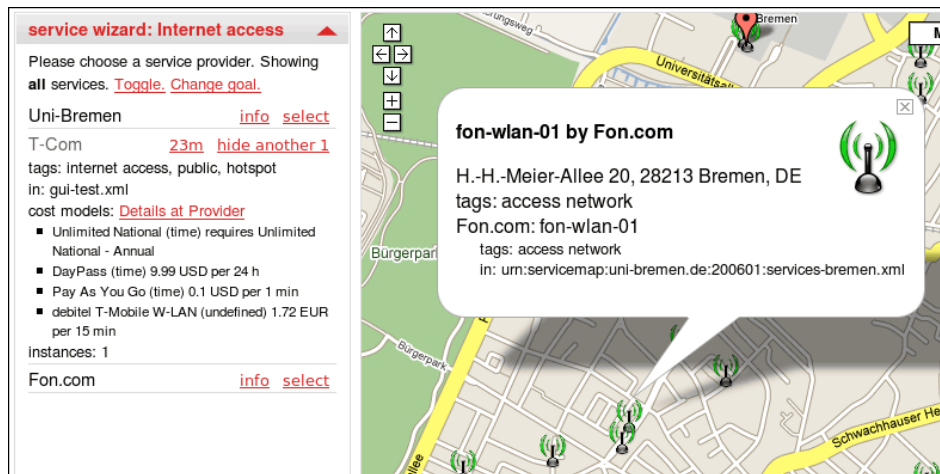 service wizard: Internet access
Please choose a service provider. Showing
all services. Toggle. Change goal.
Uni-Bremen info select
T-Com 23m hide another 1
tags: internet access, public, hotspot
in: gui-test.xml
cost models: Details at Provider
Unlimited National (time) requires Unlimited
National - Annual
DayPass (time) 9.99 USD per 24 h
Pay As You Go (time) 0.1 USD per 1 min
debitel T-Mobile W-LAN (undefined) 1.72 EUR
per 15 min
instances: 1
Fon.com info select
Bremen
M
fon-wlan-01 by Fon.com
H.-H.-Meier-Allee 20, 28213 Bremen, DE
tags: access network
Fon.com: fon-wlan-01
tags: access network
in: urn:servicemap:uni-bremen.de:200601:services-bremen.xml
Bürgerpark
Schwachhauser He